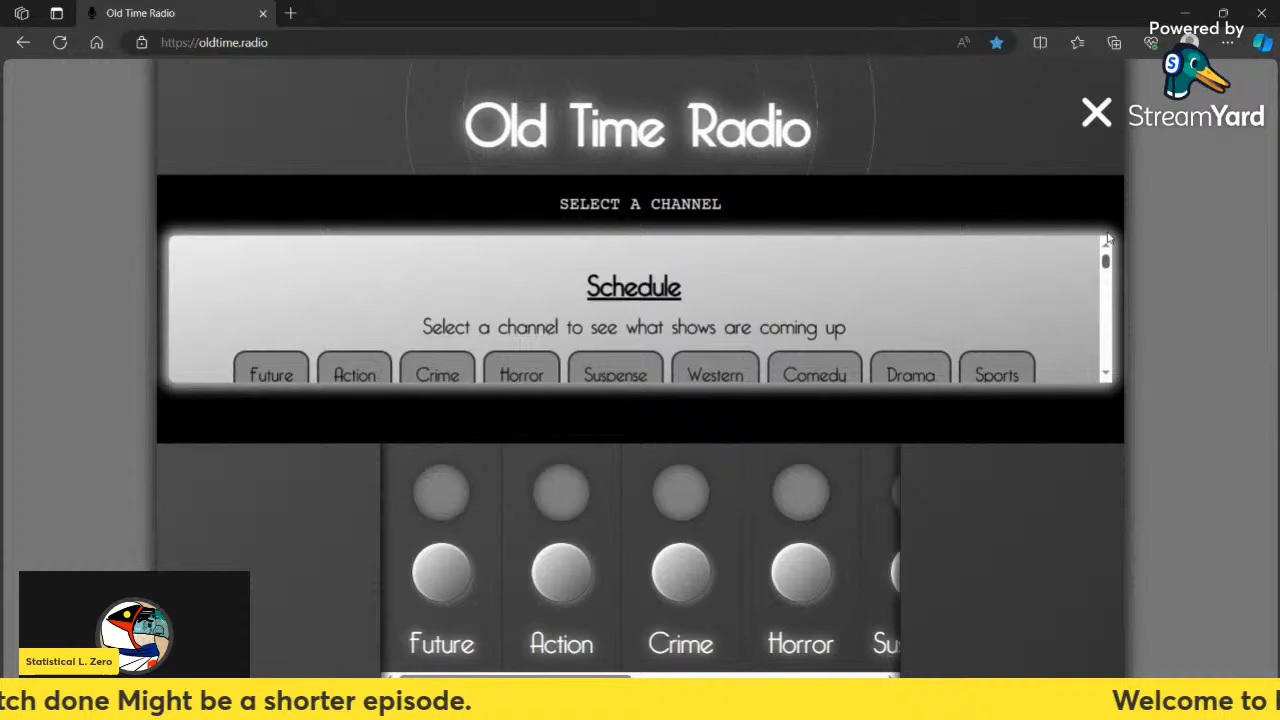 Old Time Radio
https://oldtime.radio
Powered by
S
StreamYard
Old Time Radio
SELECT A CHANNEL
Schedule
Select a channel to see what shows are coming up
Future Action Crime Horror Suspense Western Comedy Drama Sports
Future Action Crime Horror Su
Statistical L. Zero
tch done Might be a shorter episode. Welcome to